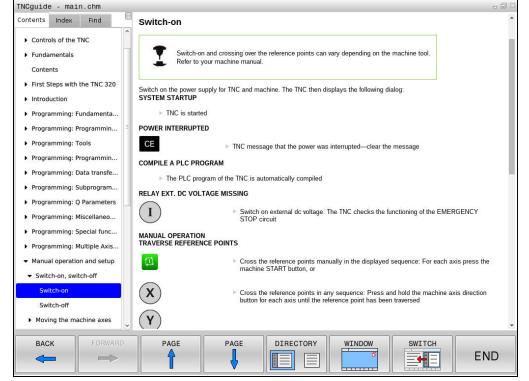 TNCguide - main.chm
Contents Index Find
Controls of the TNC
Fundamentals
Contents
First Steps with the TNC 320
Introduction
Programming: Fundamenta...
Programming: Programmin...
Programming: Tools
Programming: Programmin...
Programming: Data transfe...
Programming: Subprogram...
Programming: Q Parameters
Programming: Miscellaneo...
Programming: Special func...
Programming: Multiple Axis...
Manual operation and setup
Switch-on, switch-off
Switch-on
Switch-off
Moving the machine axes
Switch-on
Switch-on and crossing over the reference points can vary depending on the machine tool.
Refer to your machine manual.
Switch on the power supply for TNC and machine. The TNC then displays the following dialog:
SYSTEM STARTUP
TNC is started
POWER INTERRUPTED
CE
TNC message that the power was interrupted—clear the message
COMPILE A PLC PROGRAM
The PLC program of the TNC is automatically compiled
RELAY EXT. DC VOLTAGE MISSING
I
Switch on external dc voltage. The TNC checks the functioning of the EMERGENCY
STOP circuit
MANUAL OPERATION
TRAVERSE REFERENCE POINTS
Cross the reference points manually in the displayed sequence: For each axis press the
machine START button, or
X
Cross the reference points in any sequence: Press and hold the machine axis direction
button for each axis until the reference point has been traversed
Y
BACK
FORWARD
PAGE
PAGE
DIRECTORY
WINDOW
SWITCH
END